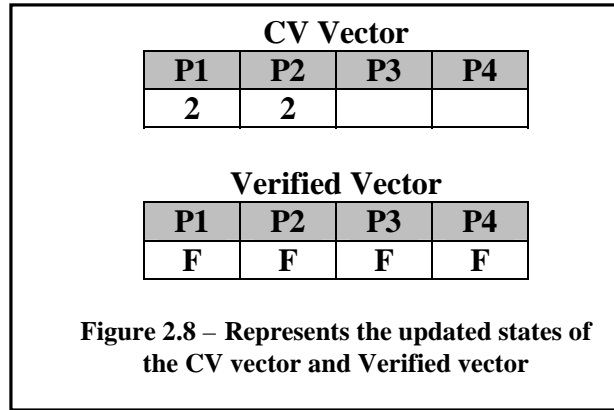 CV Vector
P1 P2 P3 P4
2 2
Verified Vector
P1 P2 P3 P4
F F F F
Figure 2.8 – Represents the updated states of
the CV vector and Verified vector